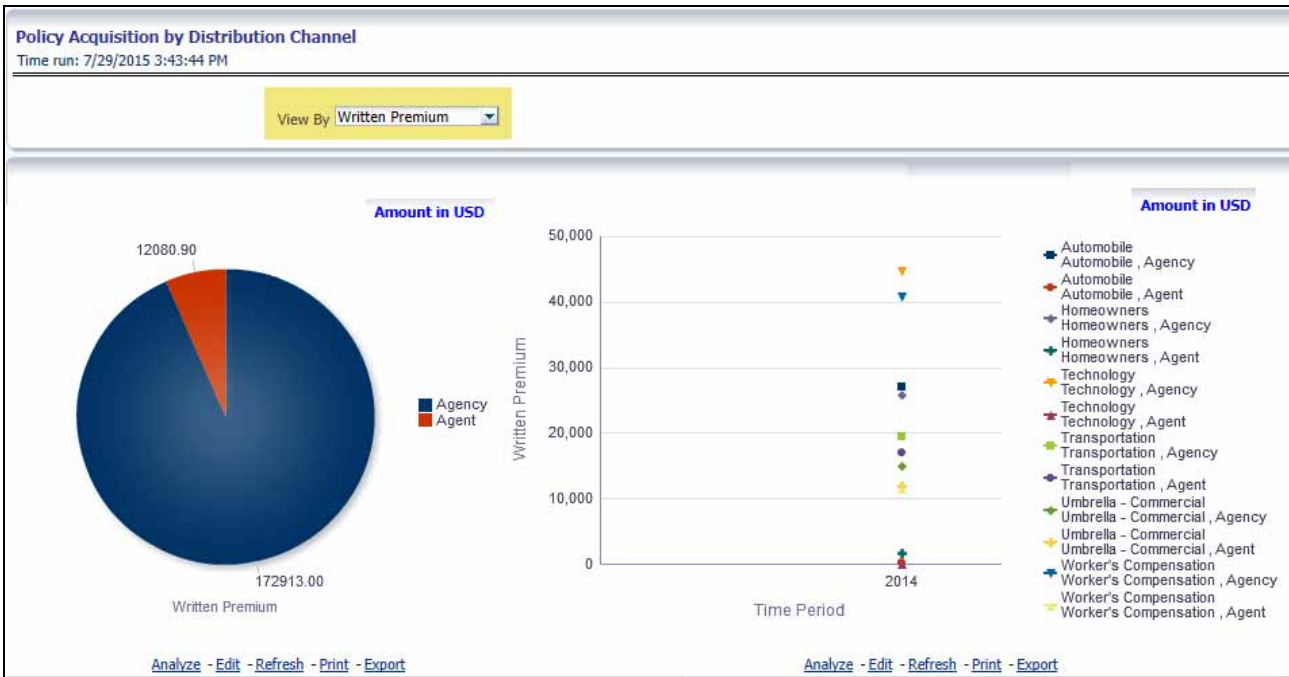 Policy Acquisition by Distribution Channel
Time run: 7/29/2015 3:43:44 PM
View By Written Premium
Amount in USD
12080.90
172913.00
Agency
Agent
Written Premium
Analyze - Edit - Refresh - Print - Export
Amount in USD
Written Premium
50,000
40,000
30,000
20,000
10,000
0
2014
Time Period
Automobile
Automobile , Agency
Automobile
Automobile , Agent
Homeowners
Homeowners , Agency
Homeowners
Homeowners , Agent
Technology
Technology , Agency
Technology
Technology , Agent
Transportation
Transportation , Agency
Transportation
Transportation , Agent
Umbrella - Commercial
Umbrella - Commercial , Agency
Umbrella - Commercial
Umbrella - Commercial , Agent
Worker's Compensation
Worker's Compensation , Agency
Worker's Compensation
Worker's Compensation , Agent
Analyze - Edit - Refresh - Print - Export